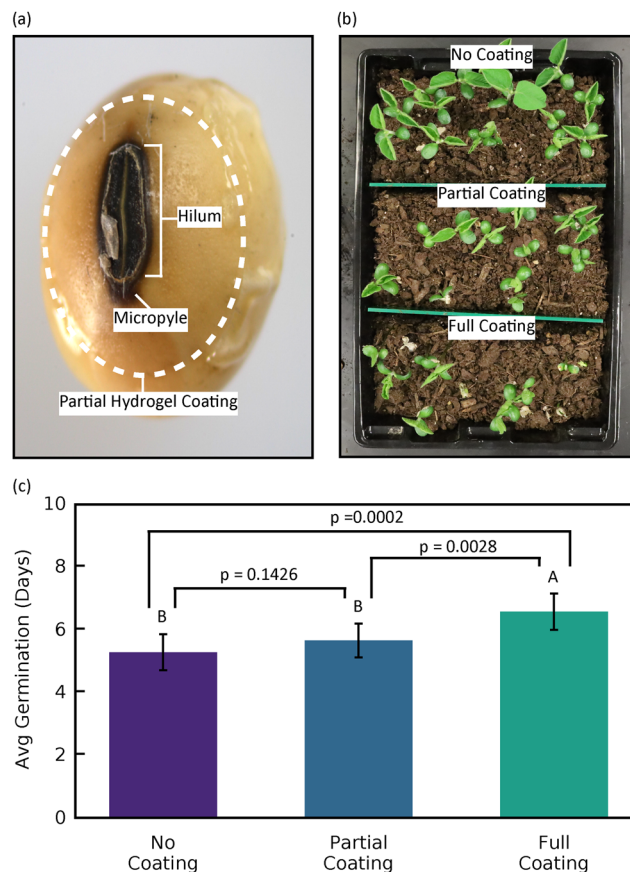 (a)
(b)
Hilum
Micropyle
Partial Hydrogel Coating
No Coating
Partial Coating
Full Coating
(c)
Avg Germination (Days)
10
8
6
4
2
0
p =0.0002
p = 0.1426
p = 0.0028
B
B
A
No
Coating
Partial
Coating
Full
Coating